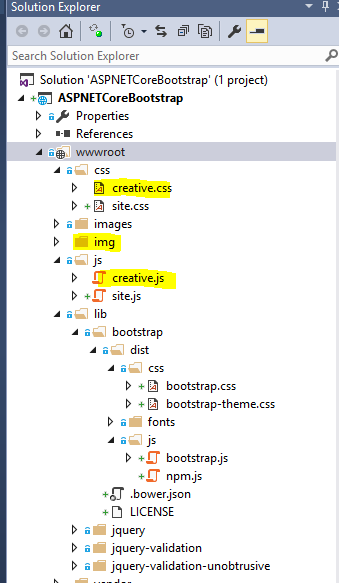 Solution Explorer
Search Solution Explorer
Solution 'ASPNETCoreBootstrap' (1 project)
ASPNETCoreBootstrap
Properties
References
wwwroot
css
creative.css
site.css
images
img
js
creative.js
site.js
lib
bootstrap
dist
css
bootstrap.css
bootstrap-theme.css
fonts
js
bootstrap.js
npm.js
.bower.json
LICENSE
jquery
jquery-validation
jquery-validation-unobtrusive